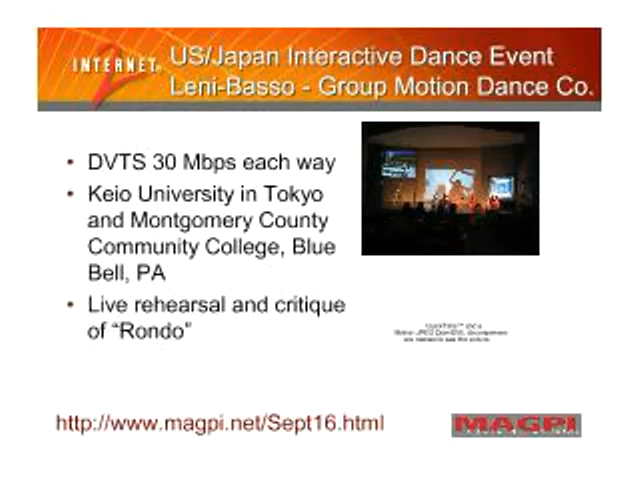 INTERNET
US/Japan Interactive Dance Event
Leni-Basso - Group Motion Dance Co.
• DVTS 30 Mbps each way
• Keio University in Tokyo
and Montgomery County
Community College, Blue
Bell, PA
• Live rehearsal and critique
of “Rondo”
QuickTime™ and a
http://www.magpi.net/Sept16.html
MAGPI